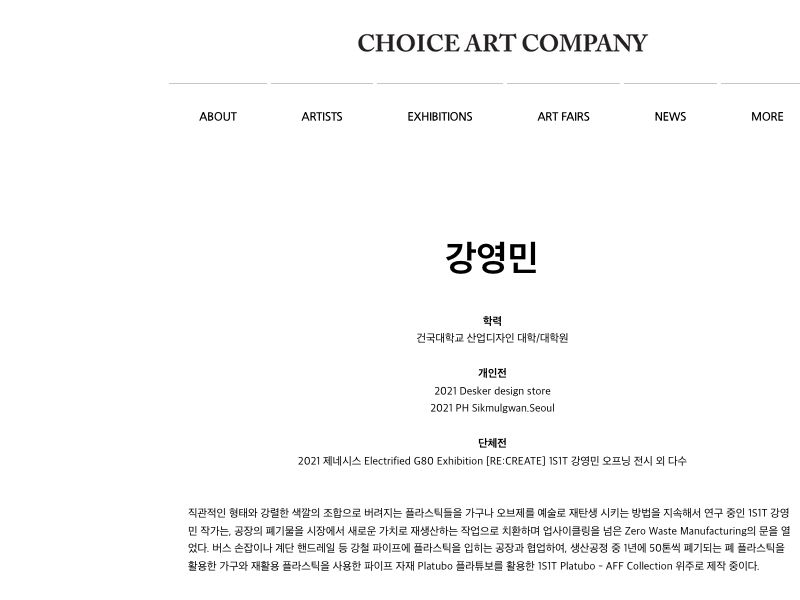 CHOICE ART COMPANY
ABOUT ARTISTS EXHIBITIONS ART FAIRS NEWS MORE
강영민
학력
건국대학교 산업디자인 대학/대학원
개인전
2021 Desker design store
2021 PH Sikmulgwan.Seoul
단체전
2021 제네시스 Electrified G80 Exhibition [RE:CREATE] 1S1T 강영민 오프닝 전시 외 다수
직관적인 형태와 강렬한 색깔의 조합으로 버려지는 플라스틱들을 가구나 오브제를 예술로 재탄생 시키는 방법을 지속해서 연구 중인 1S1T 강영
민 작가는, 공장의 폐기물을 시장에서 새로운 가치로 재생산하는 작업으로 치환하며 업사이클링을 넘은 Zero Waste Manufacturing의 문을 열
었다. 버스 손잡이나 계단 핸드레일 등 강철 파이프에 플라스틱을 입히는 공장과 협업하여, 생산공정 중 1년에 50톤씩 폐기되는 폐 플라스틱을
활용한 가구와 재활용 플라스틱을 사용한 파이프 자재 Platubo 플라튜보를 활용한 1S1T Platubo - AFF Collection 위주로 제작 중이다.